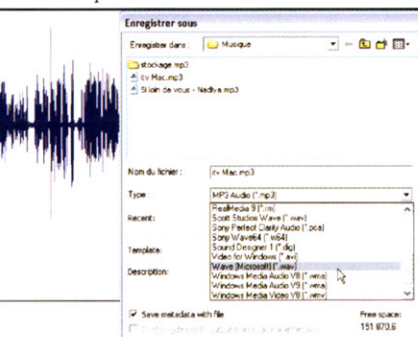 Enregistrer sous
Enregistrer dans : Musique
stockage mp3
itv Mac.mp3
Si loin de vous - Nadiya.mp3
Nom du fichier : itv Mac.mp3
Type : MP3 Audio (*.mp3)
RealMedia 9 (*.rm)
Recent: Scott Studios Wave (*.wav)
Sony Perfect Clarity Audio (*.pca)
Sony Wave64 (*.w64)
Template: Sound Designer 1 (*.dig)
Video for Windows (*.avi)
Wave (Microsoft) (*.wav)
Description: Windows Media Audio V8 (*.wma)
Windows Media Audio V9 (*.wma)
Windows Media Video V8 (*.wmv)
Save metadata with file Free space:
151 870,6